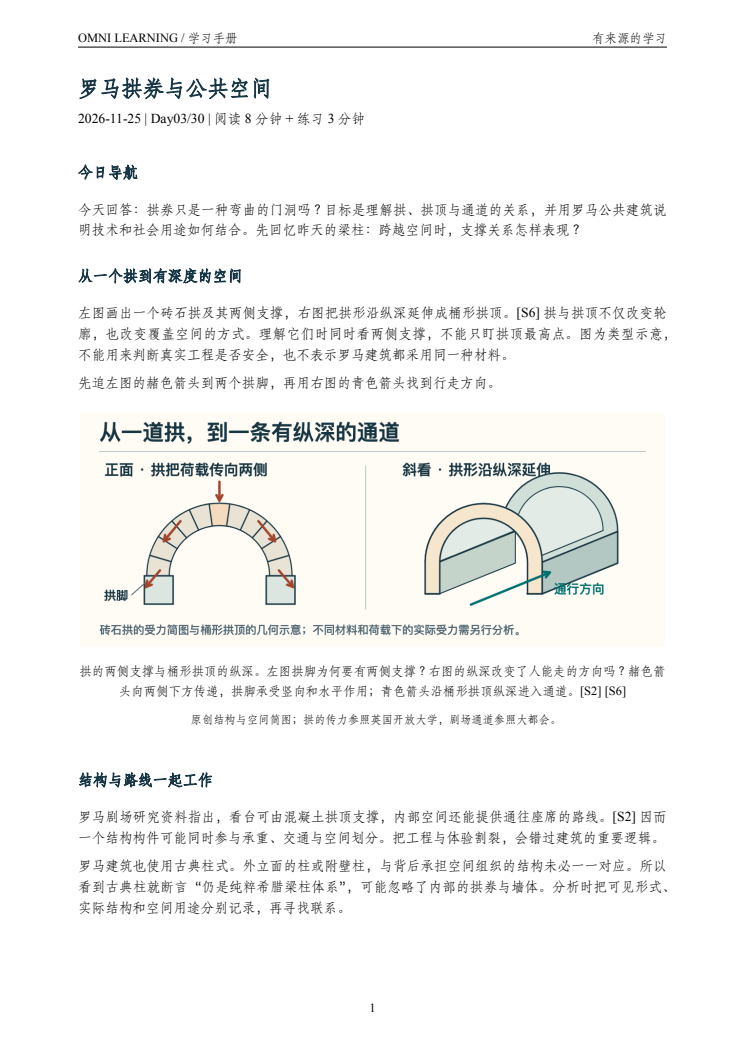 OMNI LEARNING / 学习手册
有来源的学习
罗马拱券与公共空间
2026-11-25 | Day03/30 | 阅读 8 分钟 + 练习 3 分钟
今日导航
今天回答：拱券只是一种弯曲的门洞吗？目标是理解拱、拱顶与通道的关系，并用罗马公共建筑说
明技术和社会用途如何结合。先回忆昨天的梁柱：跨越空间时，支撑关系怎样表现？
从一个拱到有深度的空间
左图画出一个砖石拱及其两侧支撑，右图把拱形沿纵深延伸成桶形拱顶。[S6] 拱与拱顶不仅改变轮
廓，也改变覆盖空间的方式。理解它们时同时看两侧支撑，不能只盯拱顶最高点。图为类型示意，
不能用来判断真实工程是否安全，也不表示罗马建筑都采用同一种材料。
先追左图的赭色箭头到两个拱脚，再用右图的青色箭头找到行走方向。
从一道拱，到一条有纵深的通道
正面 · 拱把荷载传向两侧
斜看 · 拱形沿纵深延伸
拱脚
通行方向
砖石拱的受力简图与桶形拱顶的几何示意；不同材料和荷载下的实际受力需另行分析。
拱的两侧支撑与桶形拱顶的纵深。左图拱脚为何要有两侧支撑？右图的纵深改变了人能走的方向吗？赭色箭
头向两侧下方传递，拱脚承受竖向和水平作用；青色箭头沿桶形拱顶纵深进入通道。[S2] [S6]
原创结构与空间简图；拱的传力参照英国开放大学，剧场通道参照大都会。
结构与路线一起工作
罗马剧场研究资料指出，看台可由混凝土拱顶支撑，内部空间还能提供通往座席的路线。[S2] 因而
一个结构构件可能同时参与承重、交通与空间划分。把工程与体验割裂，会错过建筑的重要逻辑。
罗马建筑也使用古典柱式。外立面的柱或附壁柱，与背后承担空间组织的结构未必一一对应。所以
看到古典柱就断言“仍是纯粹希腊梁柱体系”，可能忽略了内部的拱券与墙体。分析时把可见形式、
实际结构和空间用途分别记录，再寻找联系。
1